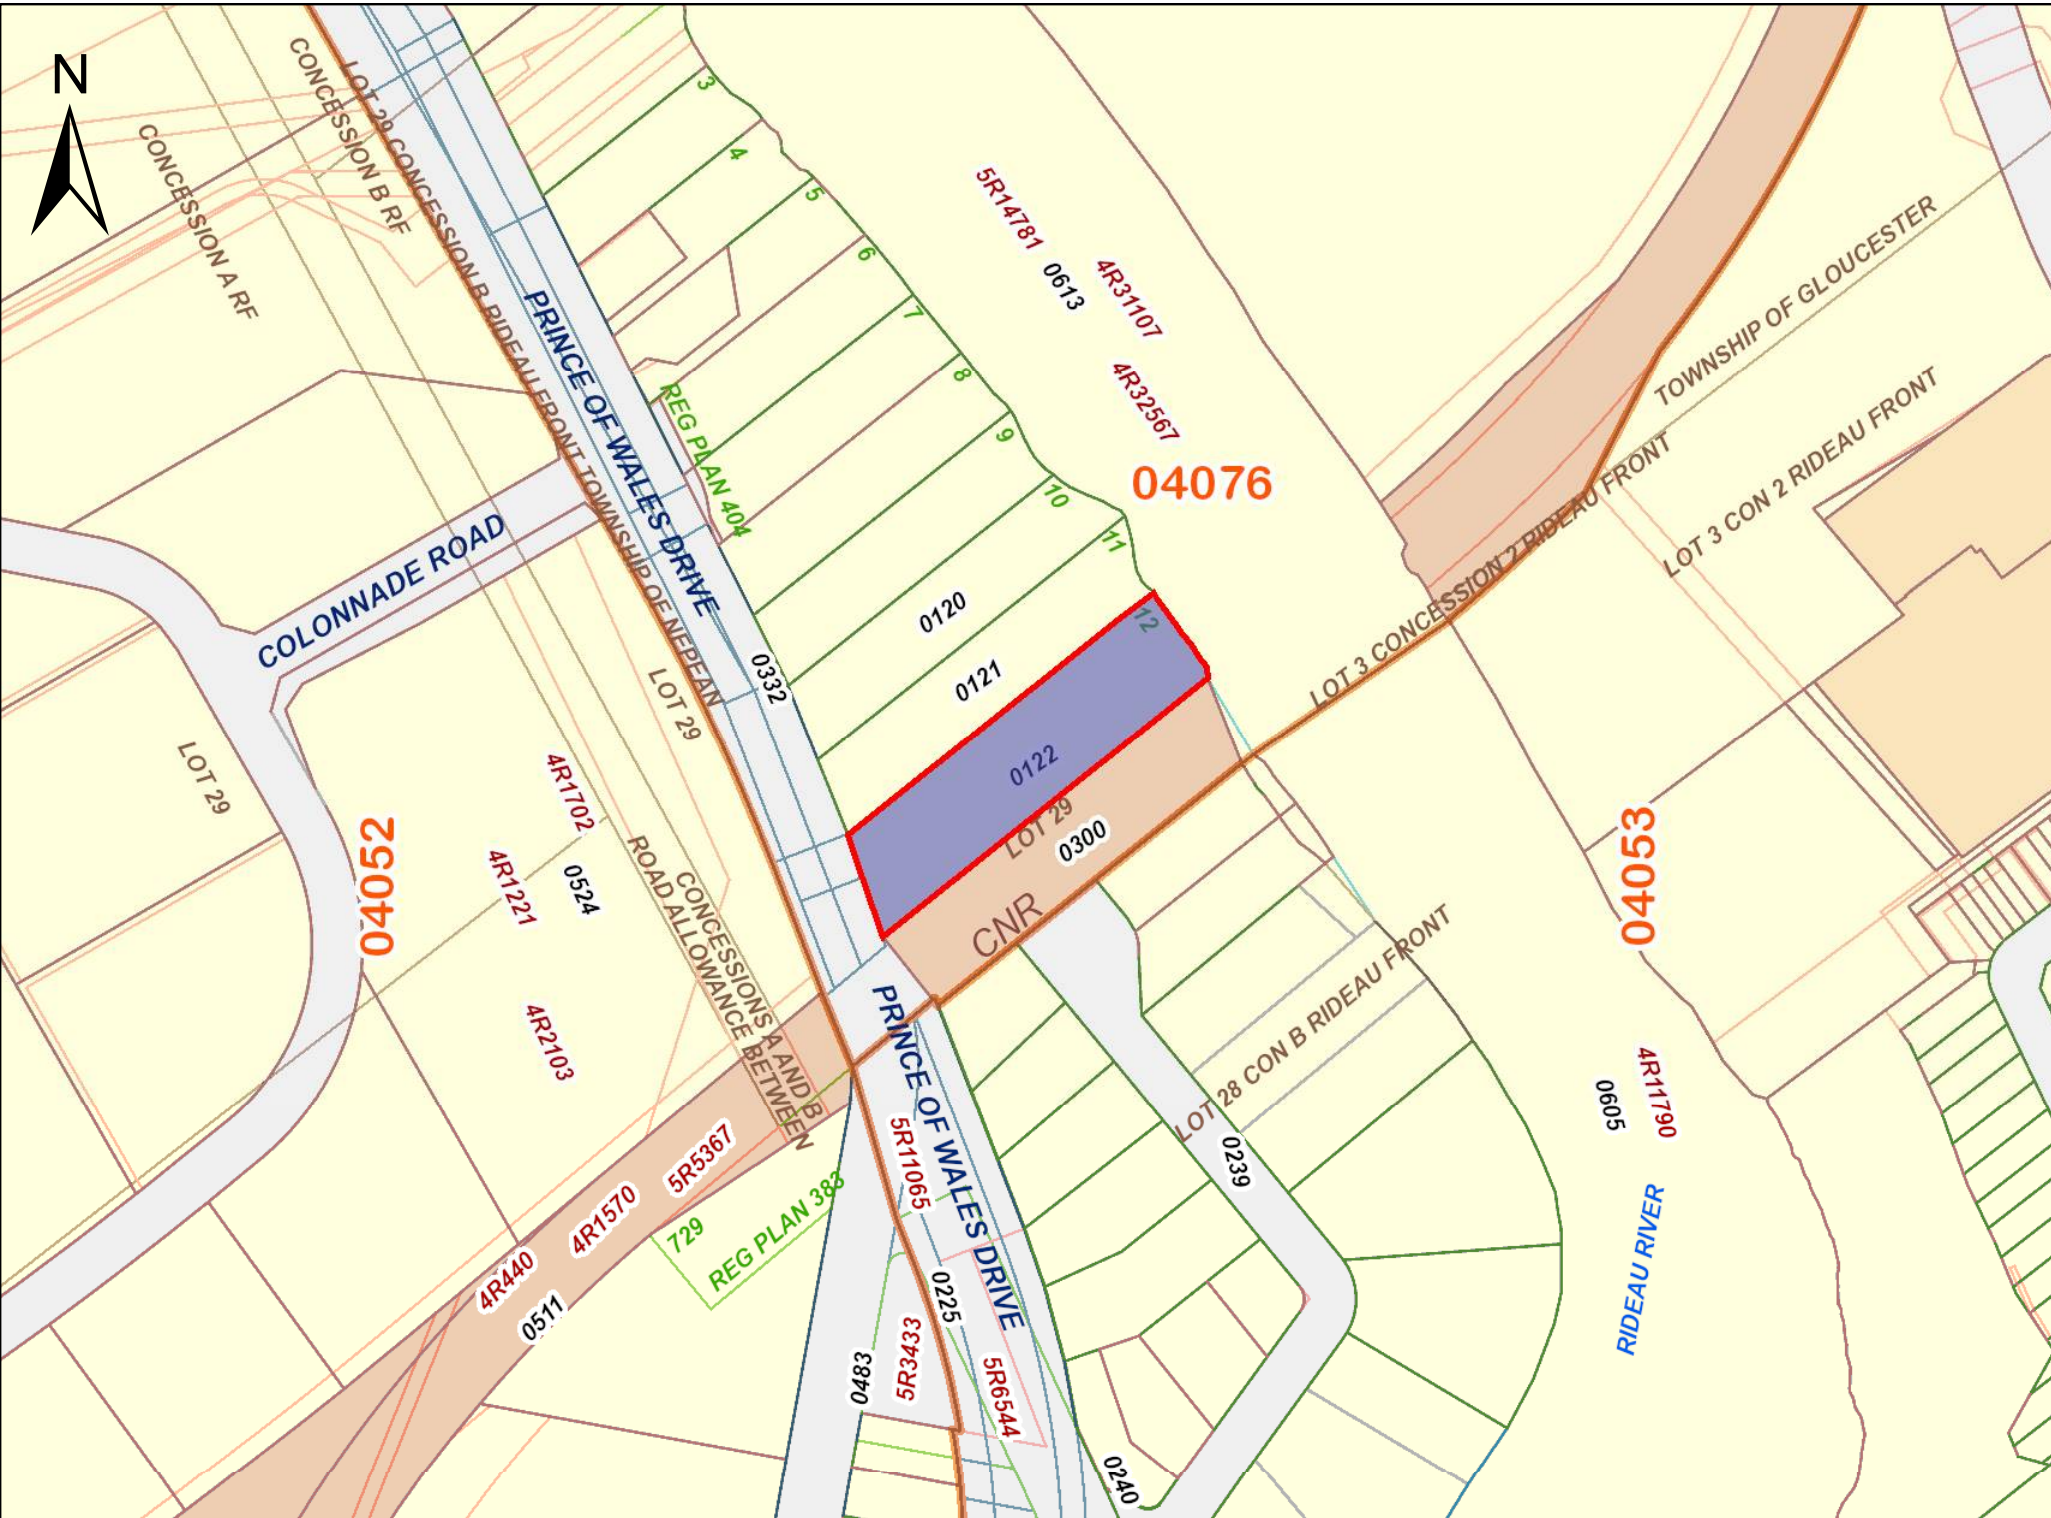 N
LOT 29 CONCESSION B RIDEAU FRONT TOWNSHIP OF NEPEAN
CONCESSION B RF
CONCESSION A RF
3
4
5
6
7
8
9
10
11
12
5R14781
0613
4R31107
4R32567
04076
TOWNSHIP OF GLOUCESTER
LOT 3 CON 2 RIDEAU FRONT
LOT 3 CONCESSION 2 RIDEAU FRONT
PRINCE OF WALES DRIVE
REG PLAN 404
COLONNADE ROAD
0120
0121
0122
0332
LOT 29
LOT 29
LOT 29
0300
CNR
04052
04053
4R1702
4R1221
0524
4R2103
ROAD ALLOWANCE BETWEEN
CONCESSIONS A AND B
LOT 28 CON B RIDEAU FRONT
PRINCE OF WALES DRIVE
5R11065
5R5367
4R1570
4R440
0511
729
REG PLAN 383
0239
0605
4R11790
RIDEAU RIVER
0225
0483
5R3433
5R6544
0240